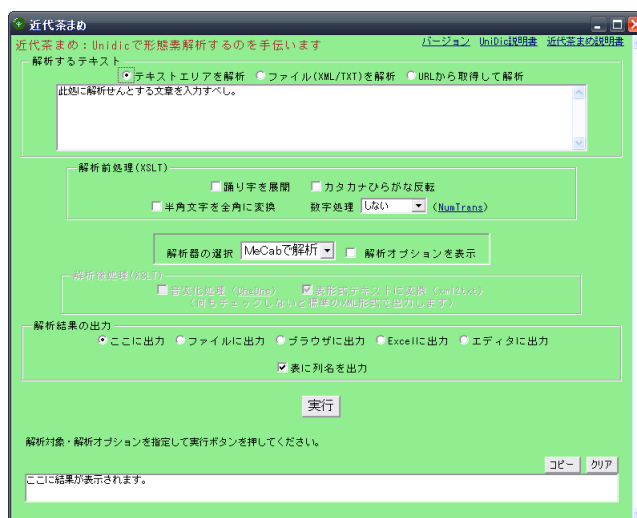 近代茶まめ
近代茶まめ：Unidicで形態素解析するのを手伝います バージョン UniDic説明書 近代茶まめ説明書
解析するテキスト
テキストエリアを解析 ファイル(XML/TXT)を解析 URLから取得して解析
此処に解析せんとする文章を入力すべし。
解析前処理(XSLT)
踊り字を展開 カタカナひらがな反転
半角文字を全角に変換 数字処理 しない (NumTrans)
解析器の選択 MeCabで解析 解析オプションを表示
解析後処理(XSLT)
表形式テキストに変換 (xml2txt)
(何もチェックしないと標準のXML形式で出力します)
解析結果の出力
ここに出力 ファイルに出力 ブラウザに出力 Excelに出力 エディタに出力
表に列名を出力
実行
解析対象・解析オプションを指定して実行ボタンを押してください。
コピー クリア
ここに結果が表示されます。